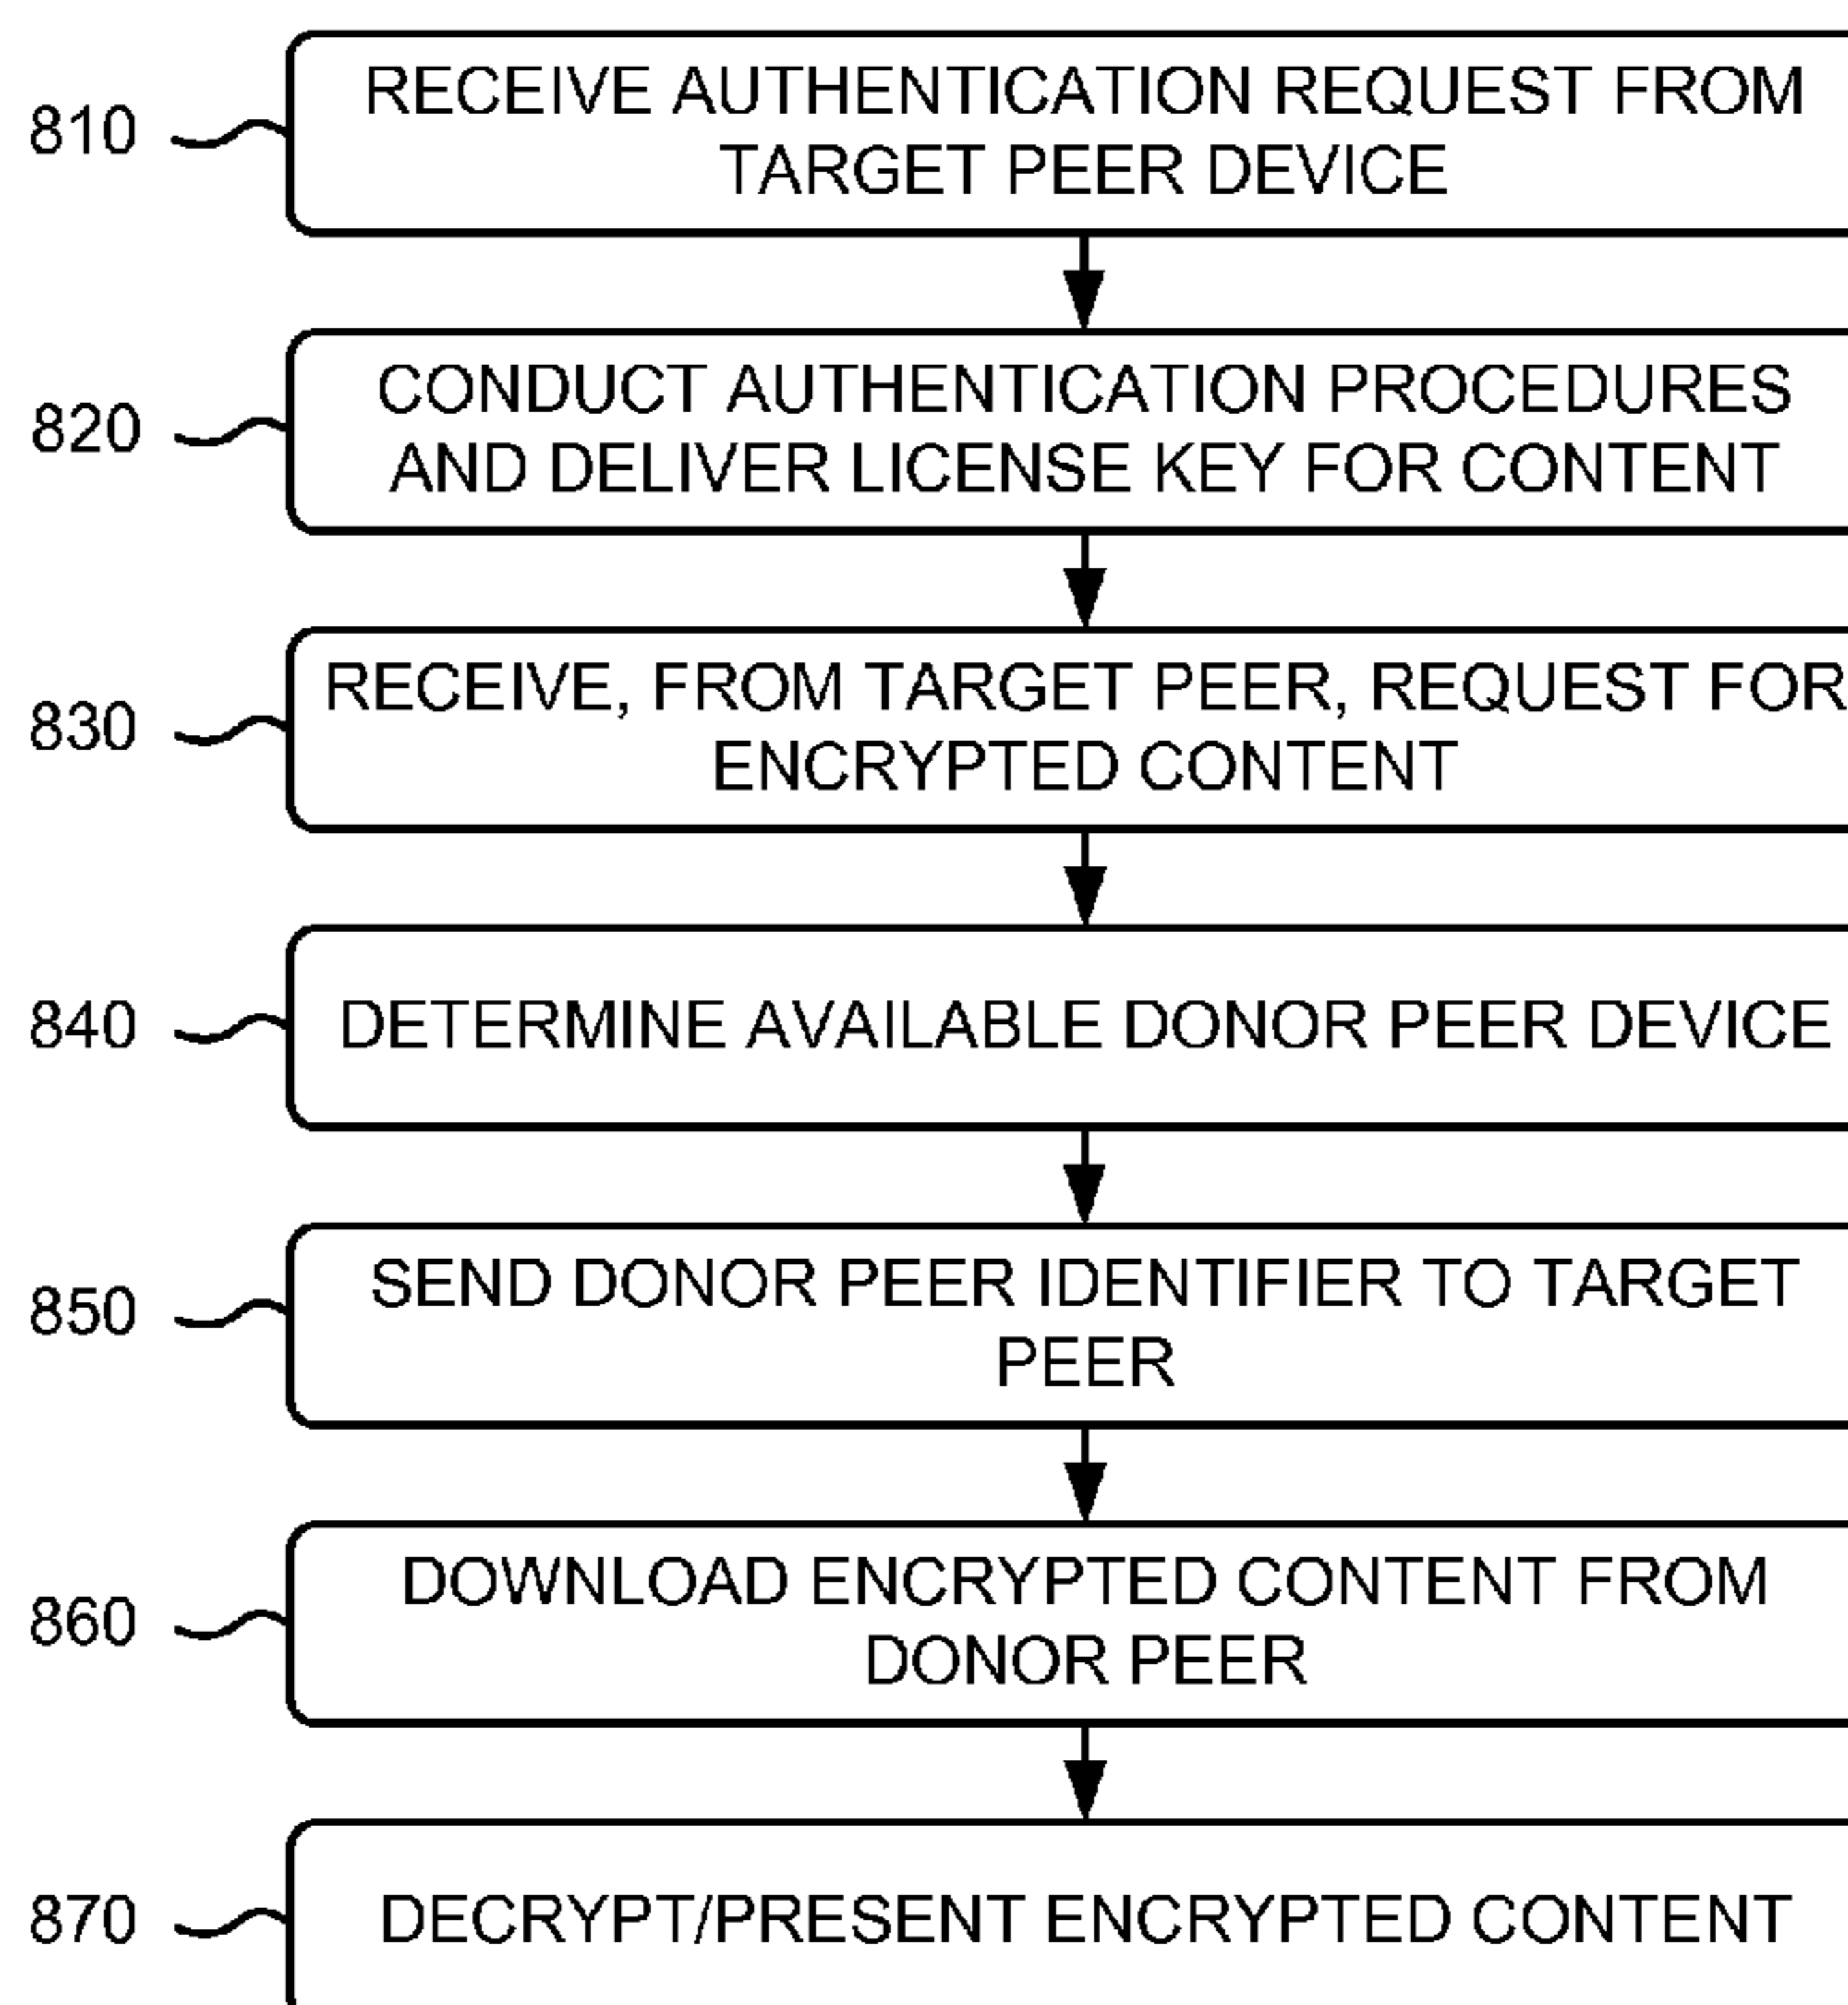 810
RECEIVE AUTHENTICATION REQUEST FROM
TARGET PEER DEVICE
820
CONDUCT AUTHENTICATION PROCEDURES
AND DELIVER LICENSE KEY FOR CONTENT
830
RECEIVE, FROM TARGET PEER, REQUEST FOR
ENCRYPTED CONTENT
840
DETERMINE AVAILABLE DONOR PEER DEVICE
850
SEND DONOR PEER IDENTIFIER TO TARGET
PEER
860
DOWNLOAD ENCRYPTED CONTENT FROM
DONOR PEER
870
DECRYPT/PRESENT ENCRYPTED CONTENT